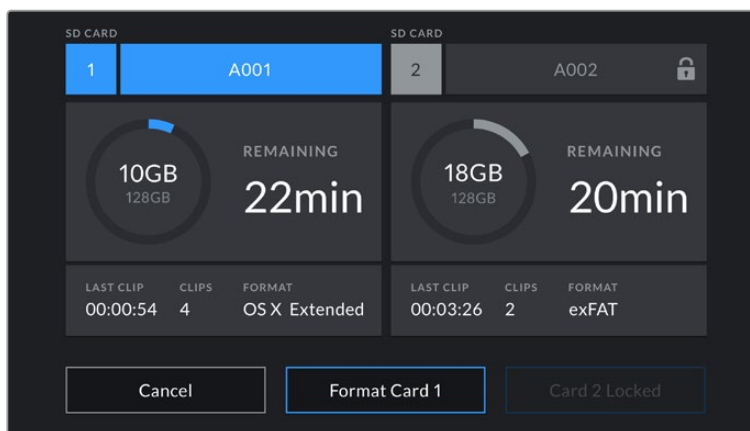 SD CARD
1
A001
10GB
128GB
REMAINING
22min
LAST CLIP CLIPS FORMAT
00:00:54 4 OS X Extended
SD CARD
2
A002
18GB
128GB
REMAINING
20min
LAST CLIP CLIPS FORMAT
00:03:26 2 exFAT
Cancel
Format Card 1
Card 2 Locked